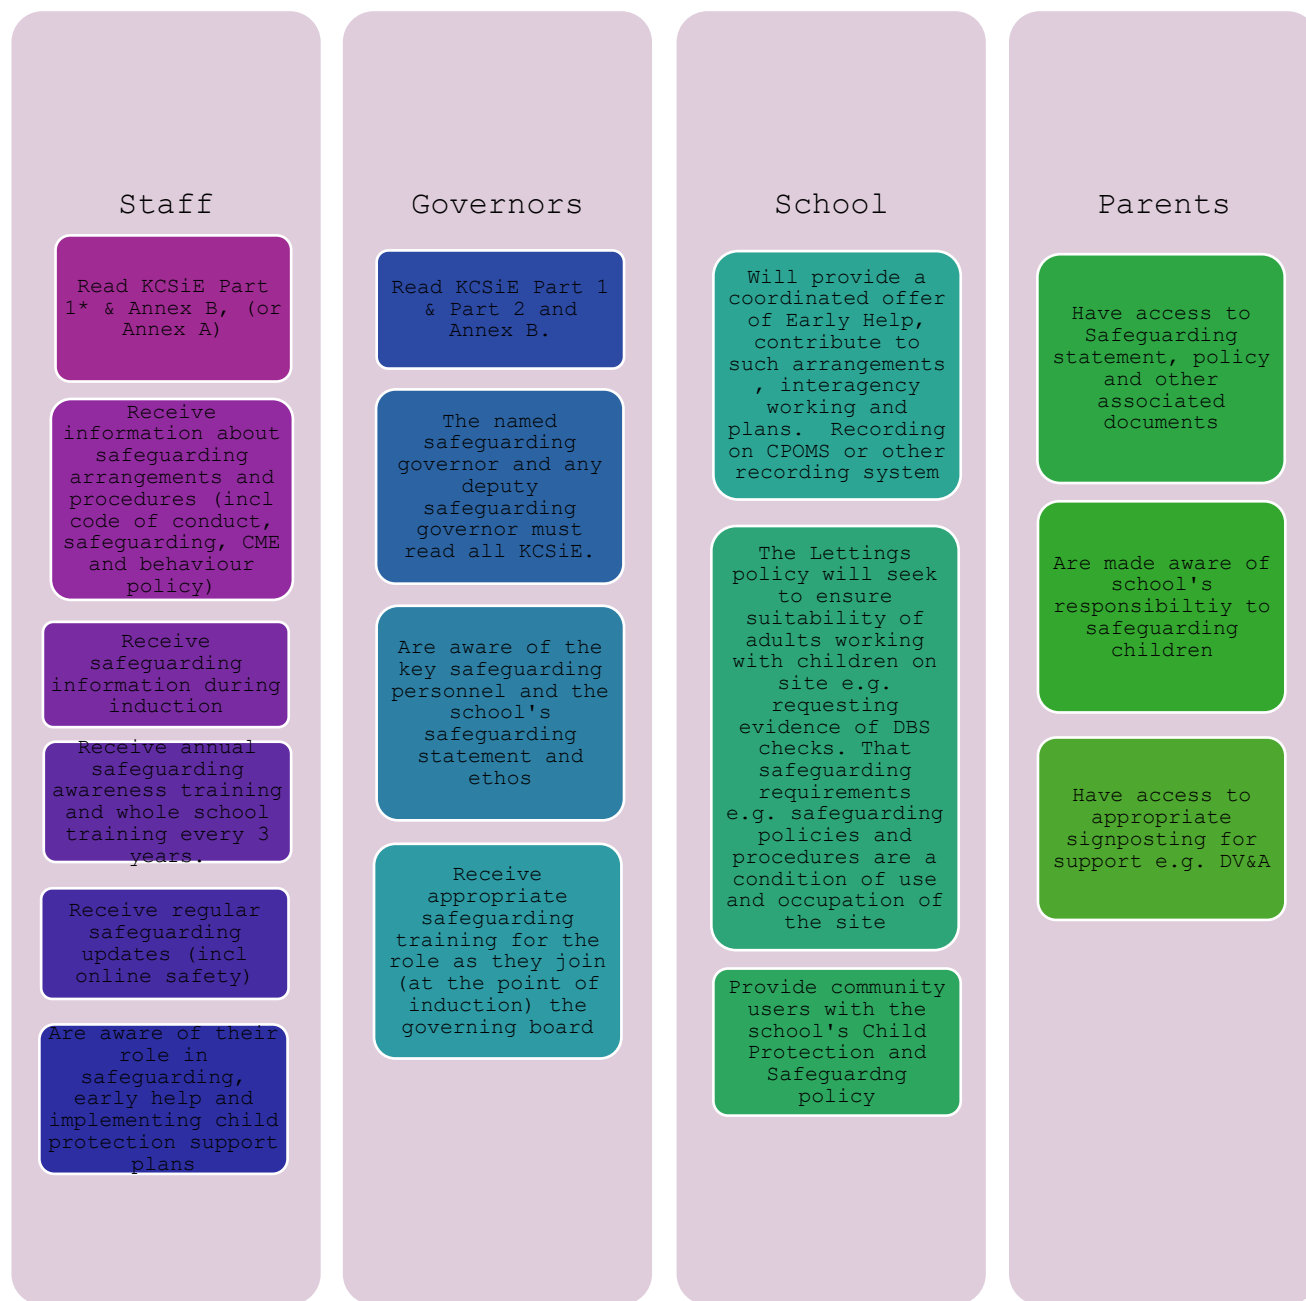 Staff
Read KCSiE Part
1* & Annex B, (or
Annex A)
Receive
information about
safeguarding
arrangements and
procedures (incl
code of conduct,
safeguarding, CME
and behaviour
policy)
Receive
safeguarding
information during
induction
Receive annual
safeguarding
awareness training
and whole school
training every 3
years.
Receive regular
safeguarding
updates (incl
online safety)
Are aware of their
role in
safeguarding,
early help and
implementing child
protection support
plans
Governors
Read KCSiE Part 1
& Part 2 and
Annex B.
The named
safeguarding
governor and any
deputy
safeguarding
governor must
read all KCSiE.
Are aware of the
key safeguarding
personnel and the
school's
safeguarding
statement and
ethos
Receive
appropriate
safeguarding
training for the
role as they join
(at the point of
induction) the
governing board
School
Will provide a
coordinated offer
of Early Help,
contribute to
such arrangements
, interagency
working and
plans. Recording
on CPOMS or other
recording system
The Lettings
policy will seek
to ensure
suitability of
adults working
with children on
site e.g.
requesting
evidence of DBS
checks. That
safeguarding
requirements
e.g. safeguarding
policies and
procedures are a
condition of use
and occupation of
the site
Provide community
users with the
school's Child
Protection and
Safeguardng
policy
Parents
Have access to
Safeguarding
statement, policy
and other
associated
documents
Are made aware of
school's
responsibiltiy to
safeguarding
children
Have access to
appropriate
signposting for
support e.g. DV&A